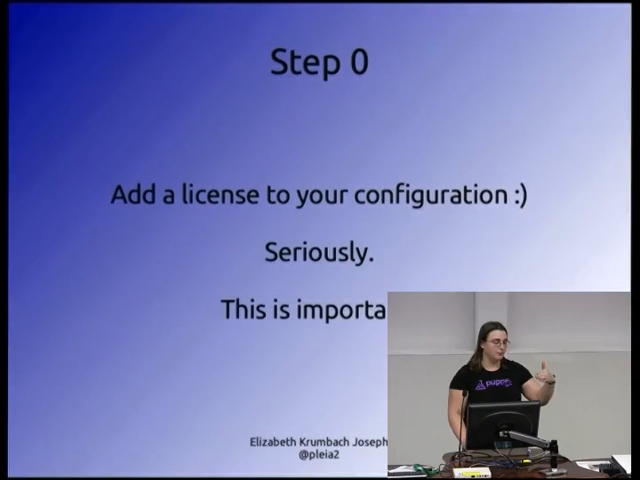 Step 0
Add a license to your configuration :)
Seriously.
This is importa
Elizabeth Krumbach Joseph
@pleia2
puppet